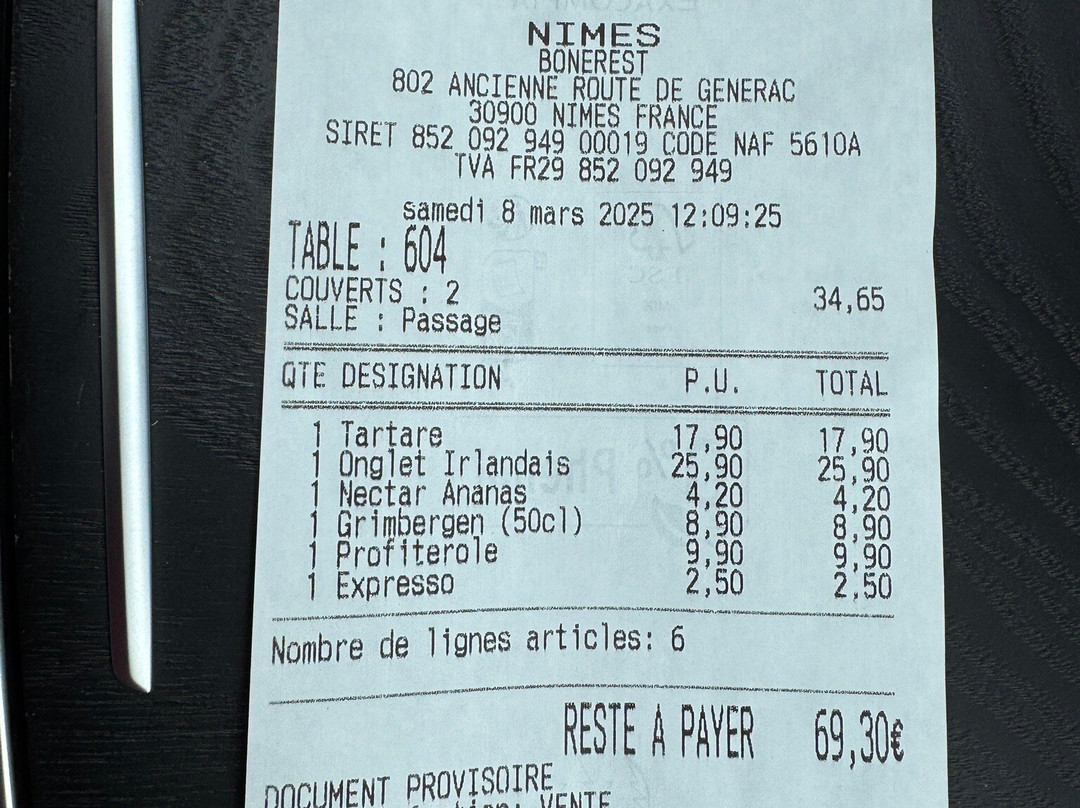 NIMES
BONEREST
802 ANCIENNE ROUTE DE GENERAC
30900 NIMES FRANCE
SIRET 852 092 949 00019 CODE NAF 5610A
TVA FR29 852 092 949
samedi 8 mars 2025 12:09:25
TABLE : 604
COUVERTS : 2 34,65
SALLE : Passage
QTE DESIGNATION P.U. TOTAL
1 Tartare 17,90 17,90
1 Onglet Irlandais 25,90 25,90
1 Nectar Ananas 4,20 4,20
1 Grimbergen (50cl) 8,90 8,90
1 Profiterole 9,90 9,90
1 Expresso 2,50 2,50
Nombre de lignes articles: 6
RESTE A PAYER 69,30€
DOCUMENT PROVISOIRE
VENTE